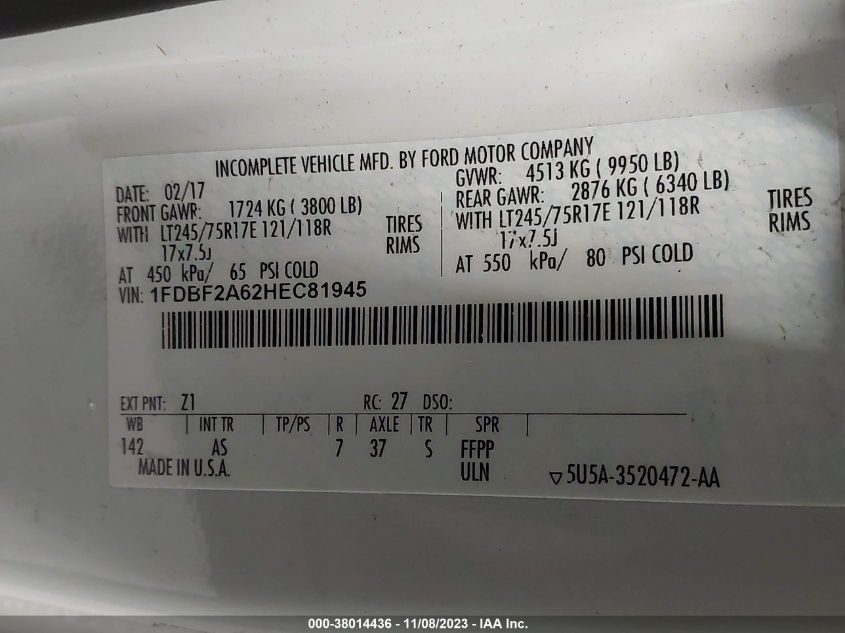 INCOMPLETE VEHICLE MFD. BY FORD MOTOR COMPANY
DATE: 02/17
GVWR: 4513 KG ( 9950 LB)
FRONT GAWR: 1724 KG ( 3800 LB)
REAR GAWR: 2876 KG ( 6340 LB)
WITH LT245/75R17E 121/118R TIRES
WITH LT245/75R17E 121/118R TIRES
17x7.5J RIMS
17x7.5J RIMS
AT 450 kPa/ 65 PSI COLD
AT 550 kPa/ 80 PSI COLD
VIN: 1FDBF2A62HEC81945
EXT PNT: Z1 RC: 27 DSO:
WB INT TR TP/PS R AXLE TR SPR
142 AS 7 37 S FFPP
MADE IN U.S.A. ULN ▽5U5A-3520472-AA
000-38014436 - 11/08/2023 - IAA Inc.